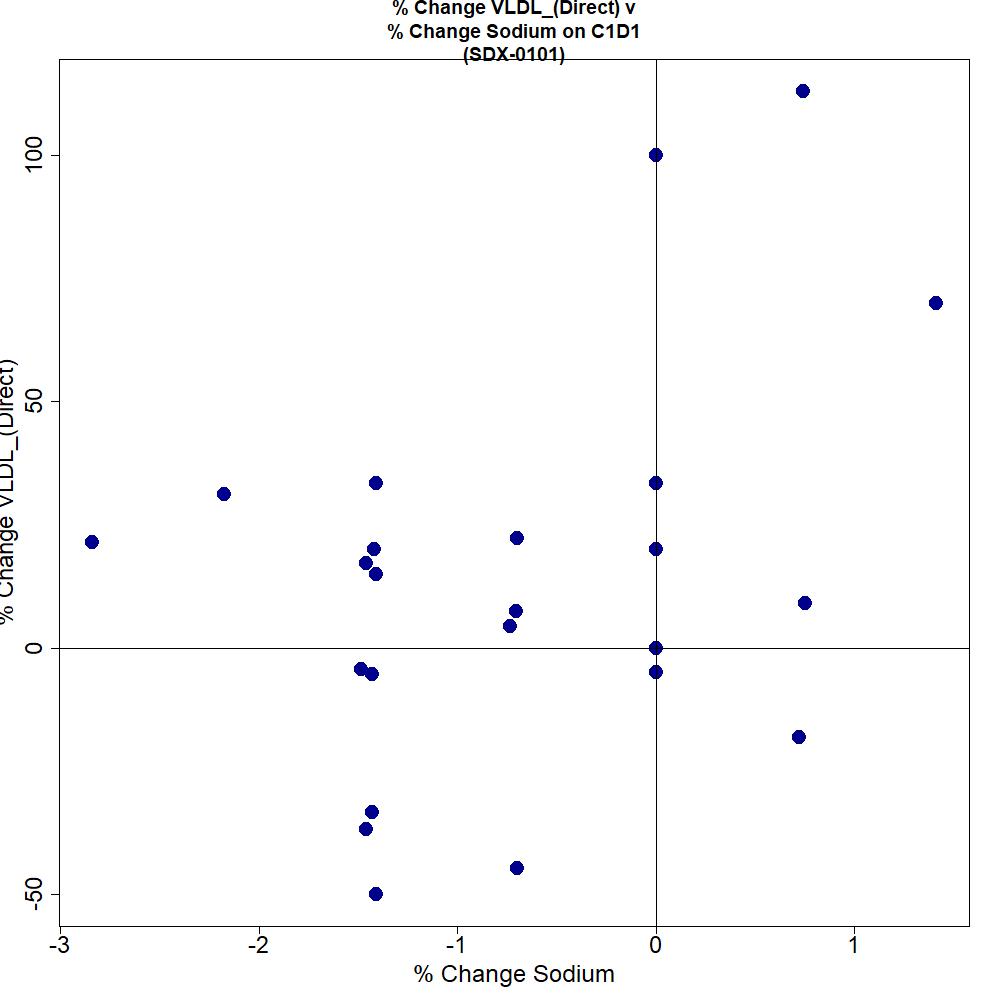 % Change VLDL_(Direct) v
% Change Sodium on C1D1
(SDX-0101)
% Change VLDL_(Direct)
100
50
0
-50
-3
-2
-1
0
1
% Change Sodium